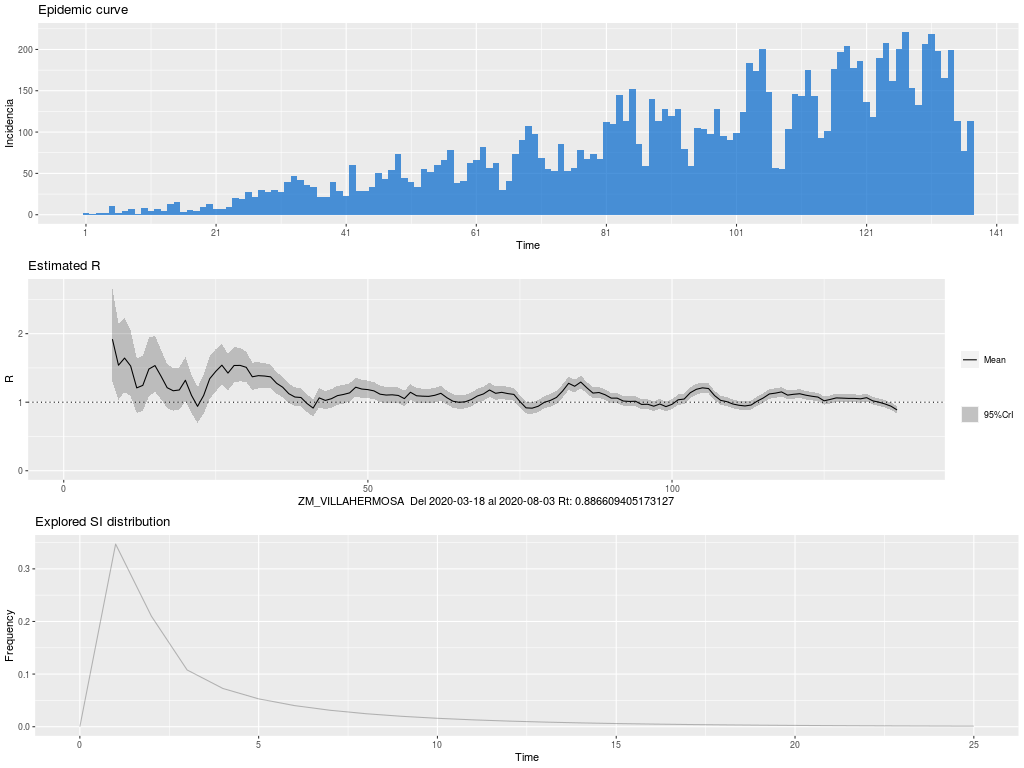 Epidemic curve
200
150
100
50
0
Incidencia
1 21 41 61 81 101 121 141
Time
Estimated R
2
1
0
R
0 50 100
Mean
95%CrI
ZM_VILLAHERMOSA Del 2020-03-18 al 2020-08-03 Rt: 0.886609405173127
Explored SI distribution
0.3
0.2
0.1
0.0
Frequency
0 5 10 15 20 25
Time